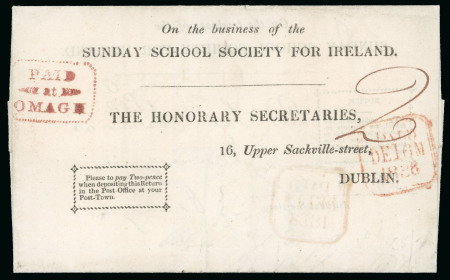 On the business of the
SUNDAY SCHOOL SOCIETY FOR IRELAND.
PAID
at
OMAGH
THE HONORARY SECRETARIES,
2
16, Upper Sackville-street,
DUBLIN.
Please to pay Two-pence
when depositing this Return
in the Post-Office at your
Post-Town.